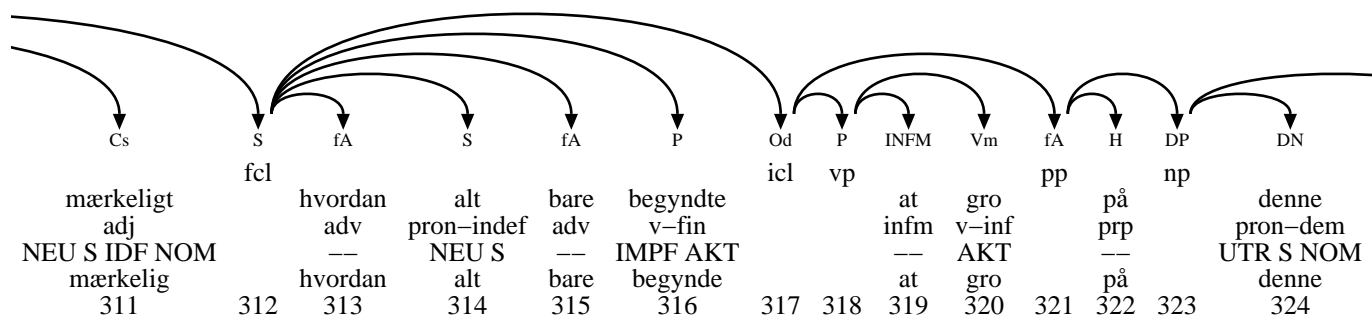 Cs S fA S fA P Od P INFM Vm fA H DP DN
fcl icl vp pp np
mærkeligt hvordan alt bare begyndte at gro på denne
adj adv pron−indef adv v−fin infm v−inf prp pron−dem
NEU S IDF NOM −− NEU S −− IMPF AKT −− AKT −− UTR S NOM
mærkelig hvordan alt bare begynde at gro på denne
311 312 313 314 315 316 317 318 319 320 321 322 323 324